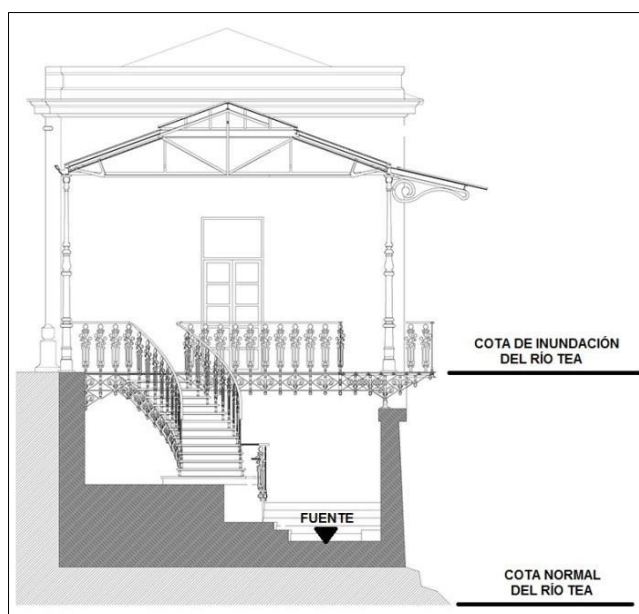 COTA DE INUNDACIÓN
DEL RÍO TEA
FUENTE
COTA NORMAL
DEL RÍO TEA